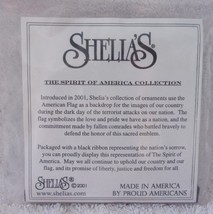 SHELIA'S®
THE SPIRIT OF AMERICA COLLECTION
Introduced in 2001, Shelia's collection of ornaments use the
American Flag as a backdrop for the images of our country
during the dark day of the terrorist attacks on our nation. The
flag symbolizes the love and pride we have as a nation, and the
commitment made by fallen comrades who battled bravely to
defend the honor of this sacred emblem.
Packaged with a black ribbon representing the nation's sorrow,
you can proudly display this representation of The Spirit of
America. May we all continue to uphold our country and our
flag, and its promise of liberty, justice and freedom for all.
SHELIA'S ©2001
www.shelias.com
MADE IN AMERICA
BY PROUD AMERICANS